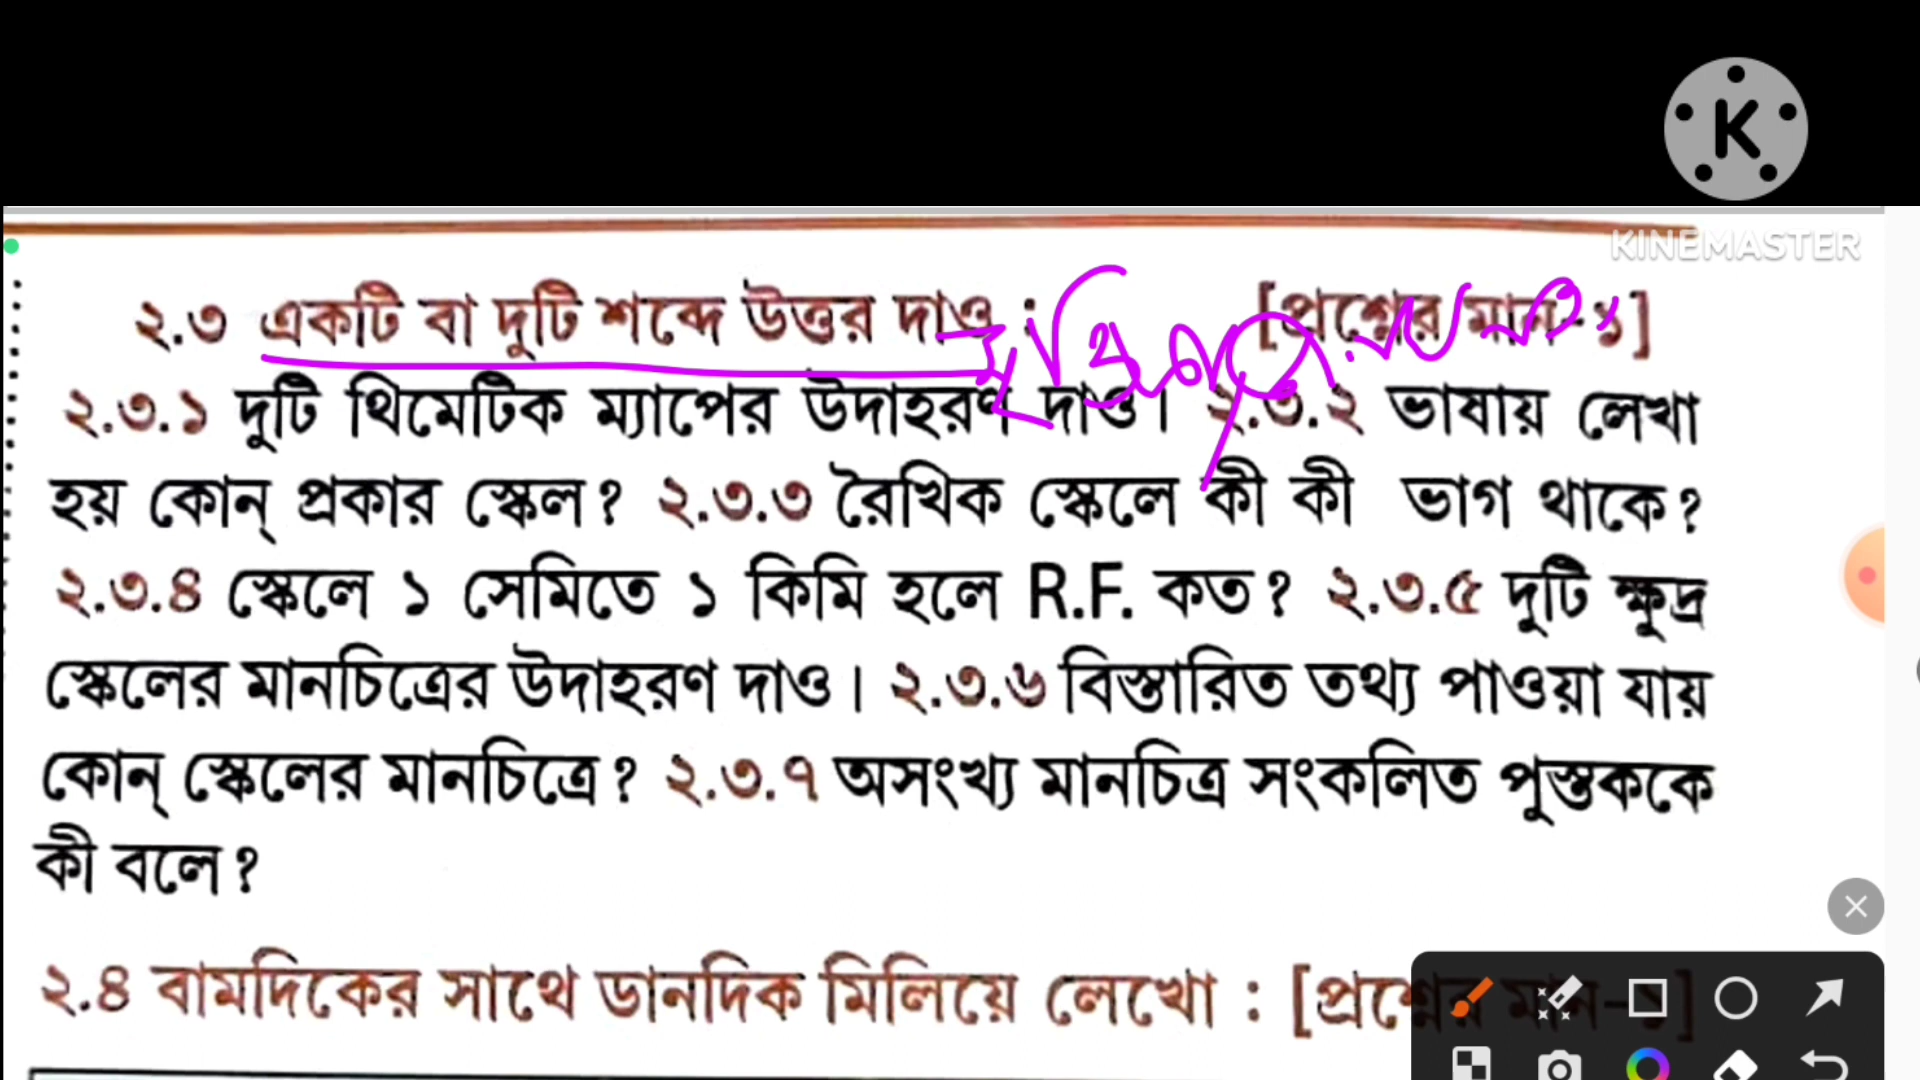 K
KINEMASTER
২.৩ একটি বা দুটি শব্দে উত্তর দাও : [প্রশ্নের মান-১]
২.৩.১ দুটি থিমেটিক ম্যাপের উদাহরণ দাও। ২.৩.২ ভাষায় লেখা
হয় কোন্ প্রকার স্কেল? ২.৩.৩ রৈখিক স্কেলে কী কী ভাগ থাকে?
২.৩.৪ স্কেলে ১ সেমিতে ১ কিমি হলে R.F. কত? ২.৩.৫ দুটি ক্ষুদ্র
স্কেলের মানচিত্রের উদাহরণ দাও। ২.৩.৬ বিস্তারিত তথ্য পাওয়া যায়
কোন্ স্কেলের মানচিত্রে? ২.৩.৭ অসংখ্য মানচিত্র সংকলিত পুস্তককে
কী বলে?
২.৪ বামদিকের সাথে ডানদিক মিলিয়ে লেখো : [প্রশ্নের মান-১]